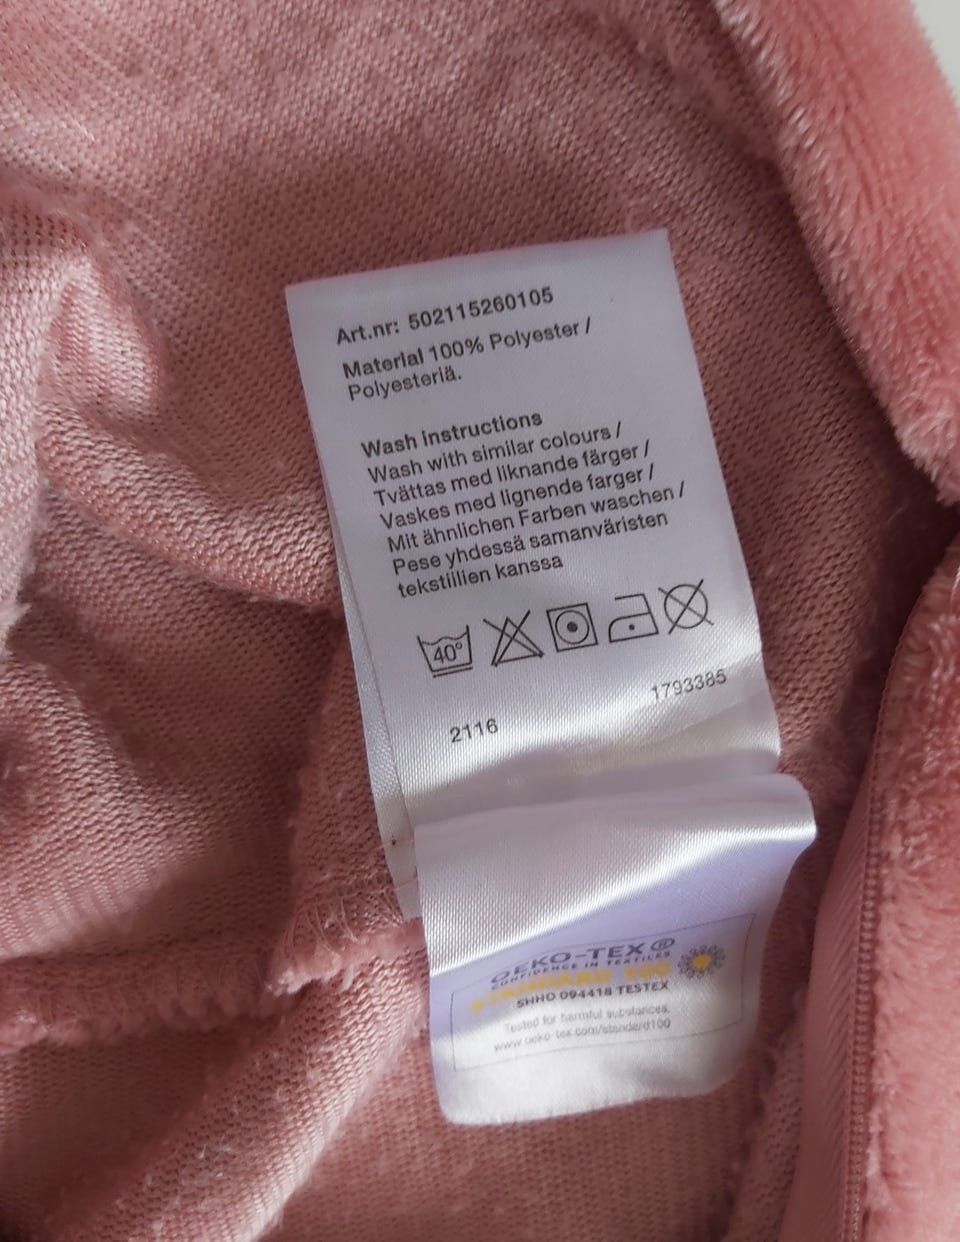 Art.nr: 502115260105
Material 100% Polyester /
Polyesteriä.
Wash instructions
Wash with similar colours /
Tvättas med liknande färger /
Vaskes med lignende farger /
Mit ähnlichen Farben waschen /
Pese yhdessä samanväristen
tekstiilien kanssa
40°
2116
1793385
OEKO-TEX®
CONFIDENCE IN TEXTILES
STANDARD 100
SHHO 094418 TESTEX
Tested for harmful substances.
www.oeko-tex.com/standard100